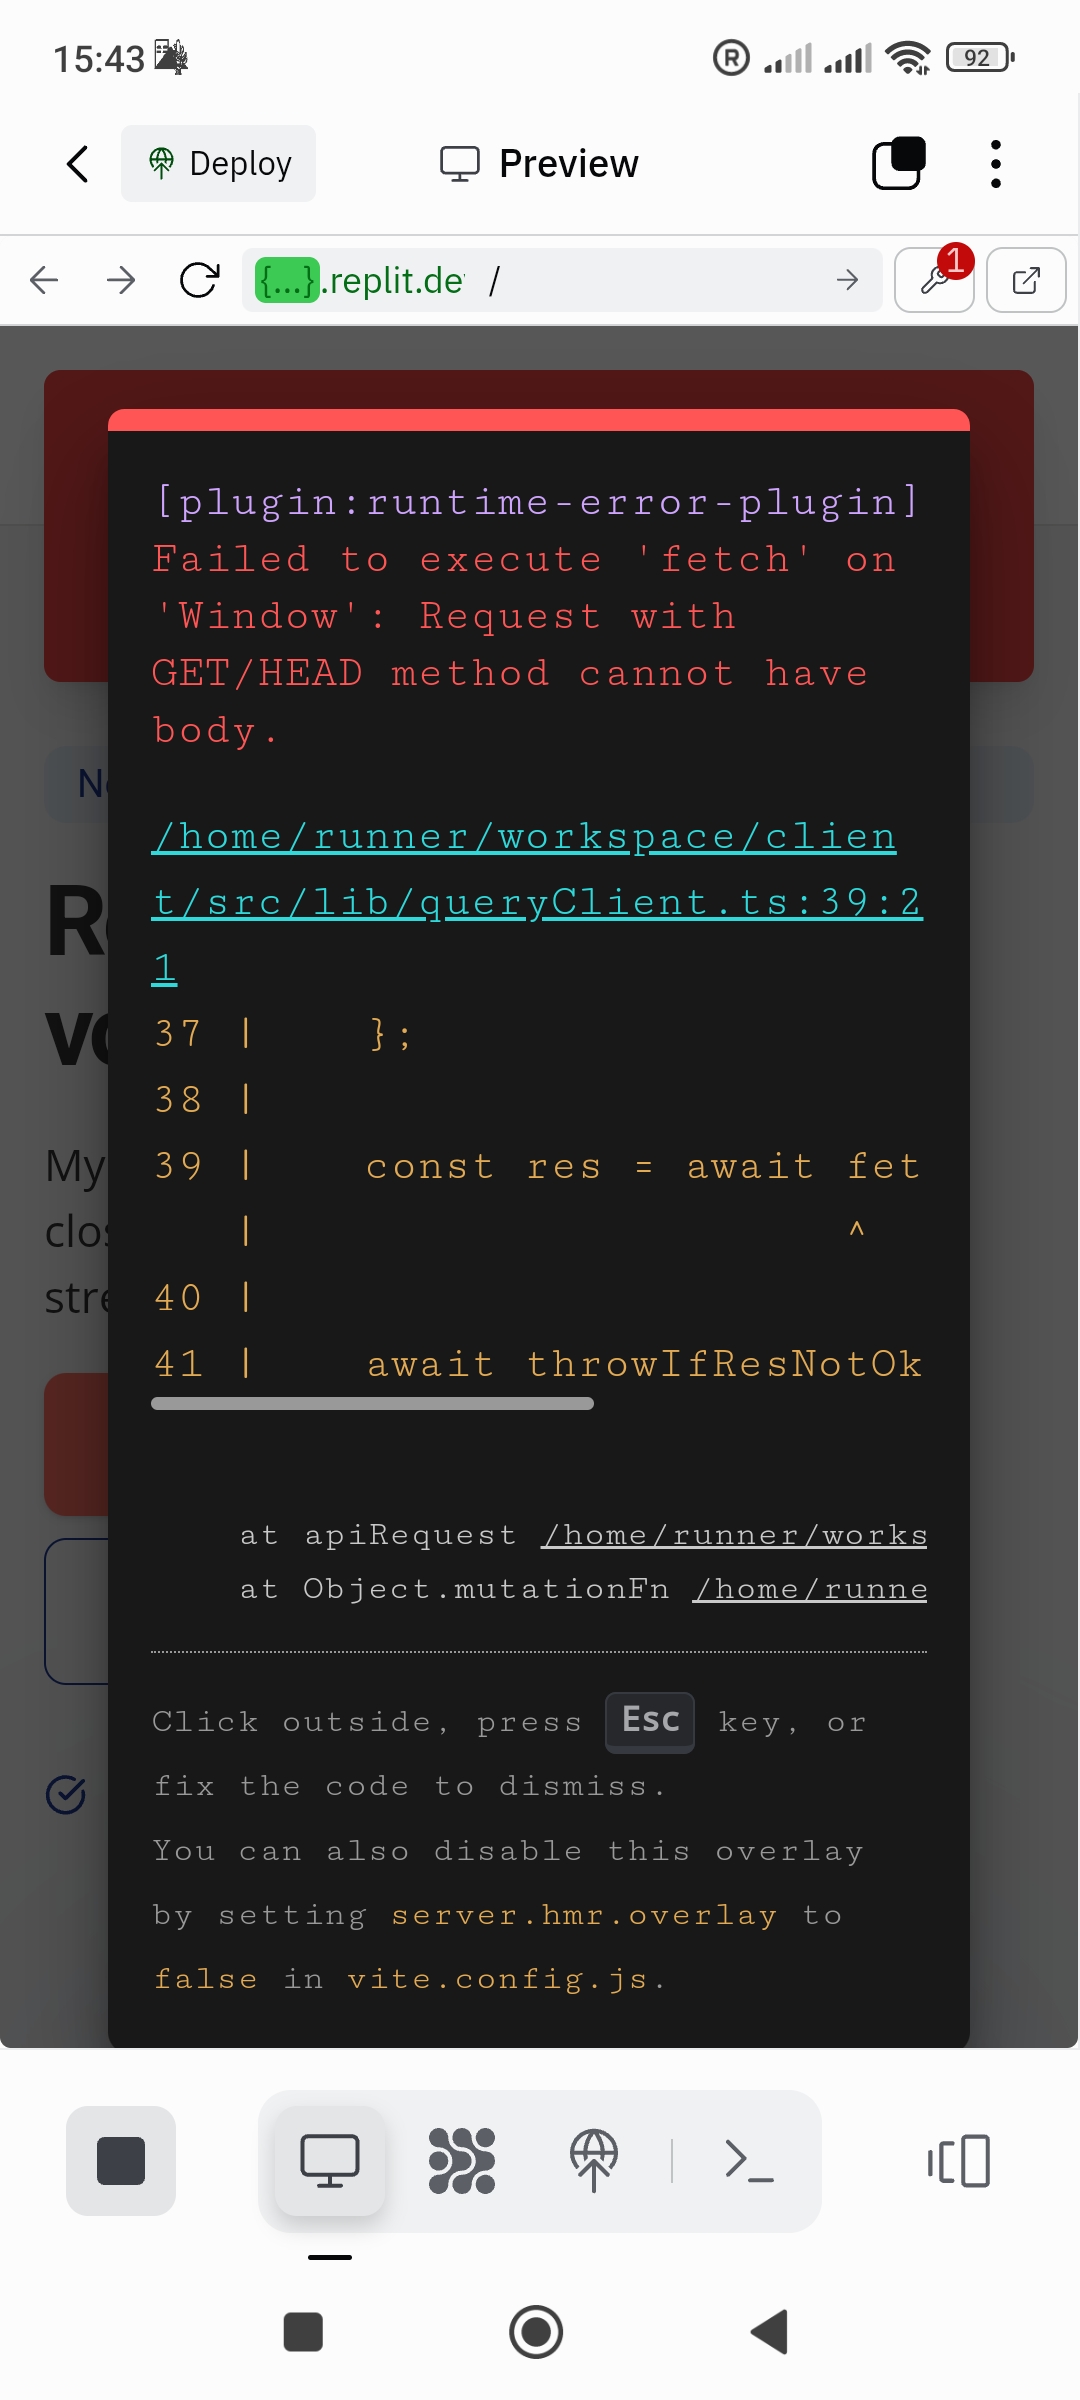 15:43
R
92
Deploy
Preview
{...}.replit.de /
1
[plugin:runtime-error-plugin]
Failed to execute 'fetch' on
'Window': Request with
GET/HEAD method cannot have
body.
/home/runner/workspace/clien
t/src/lib/queryClient.ts:39:2
1
37 |    };
38 |
39 |    const res = await fet
|                      ^
40 |
41 |    await throwIfResNotOk
at apiRequest /home/runner/works
at Object.mutationFn /home/runne
Click outside, press Esc key, or
fix the code to dismiss.
You can also disable this overlay
by setting server.hmr.overlay to
false in vite.config.js.
My